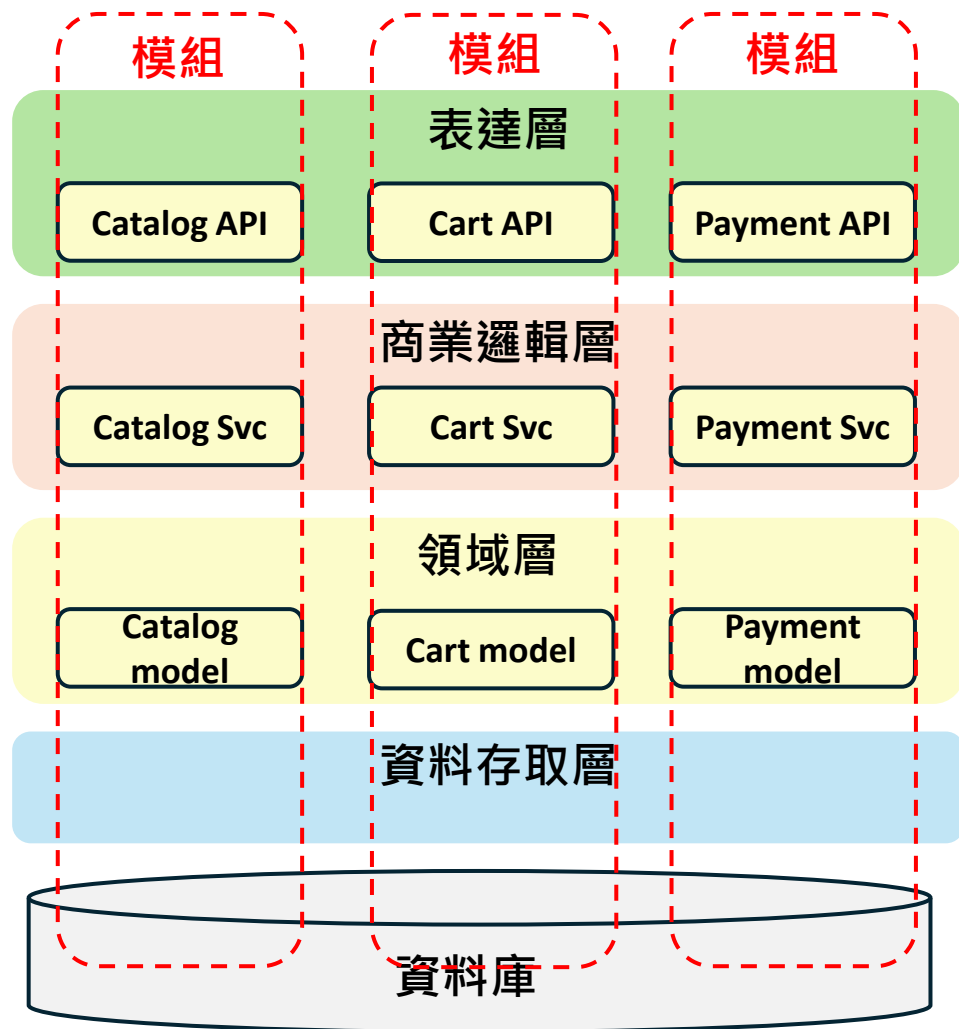 模組
模組
模組
表達層
Catalog API
Cart API
Payment API
商業邏輯層
Catalog Svc
Cart Svc
Payment Svc
領域層
Catalog
model
Cart model
Payment
model
資料存取層
資料庫